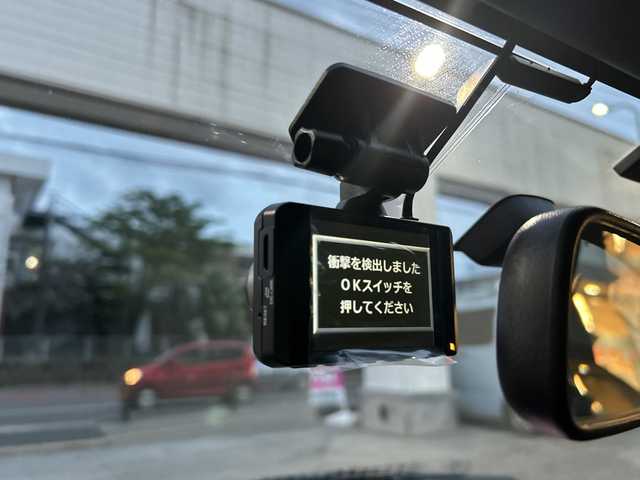 衝撃を検出しました
OKスイッチを
押してください